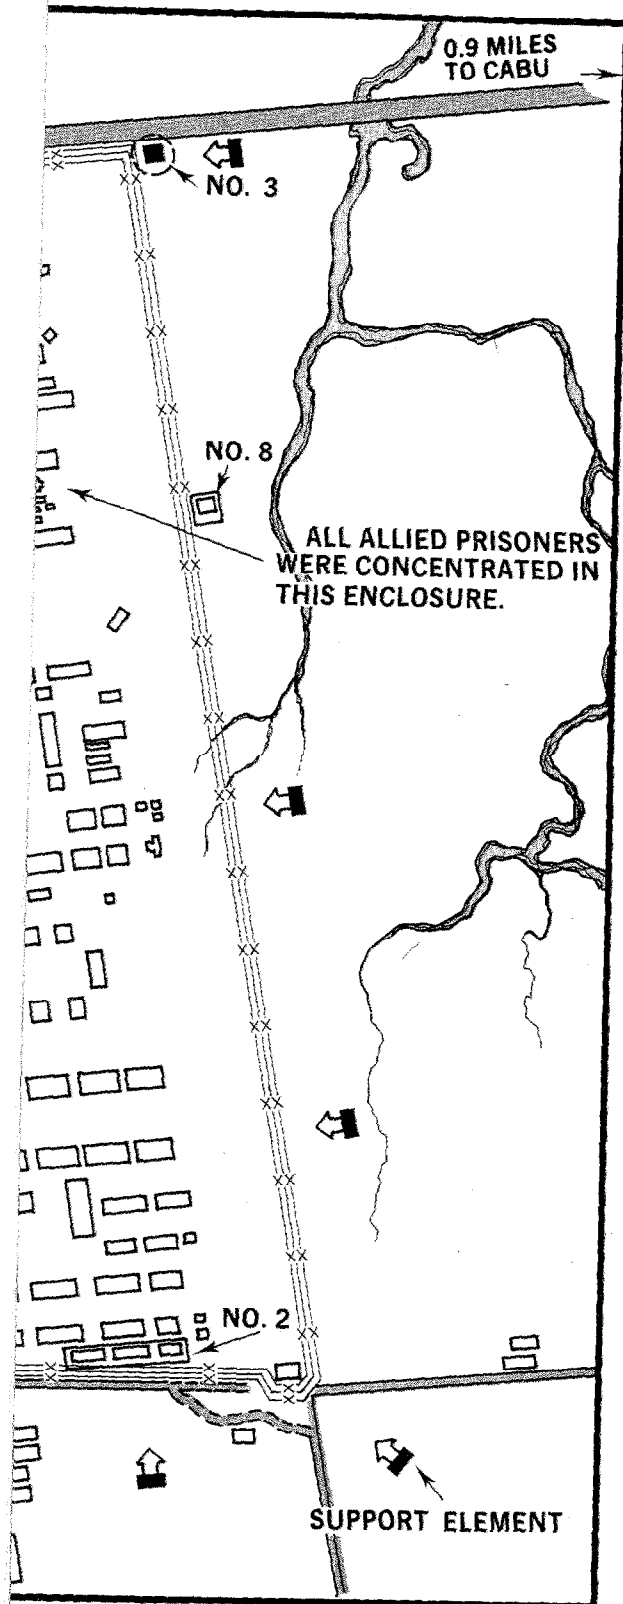 0.9 MILES
TO CABU
NO. 3
NO. 8
ALL ALLIED PRISONERS
WERE CONCENTRATED IN
THIS ENCLOSURE.
NO. 2
SUPPORT ELEMENT